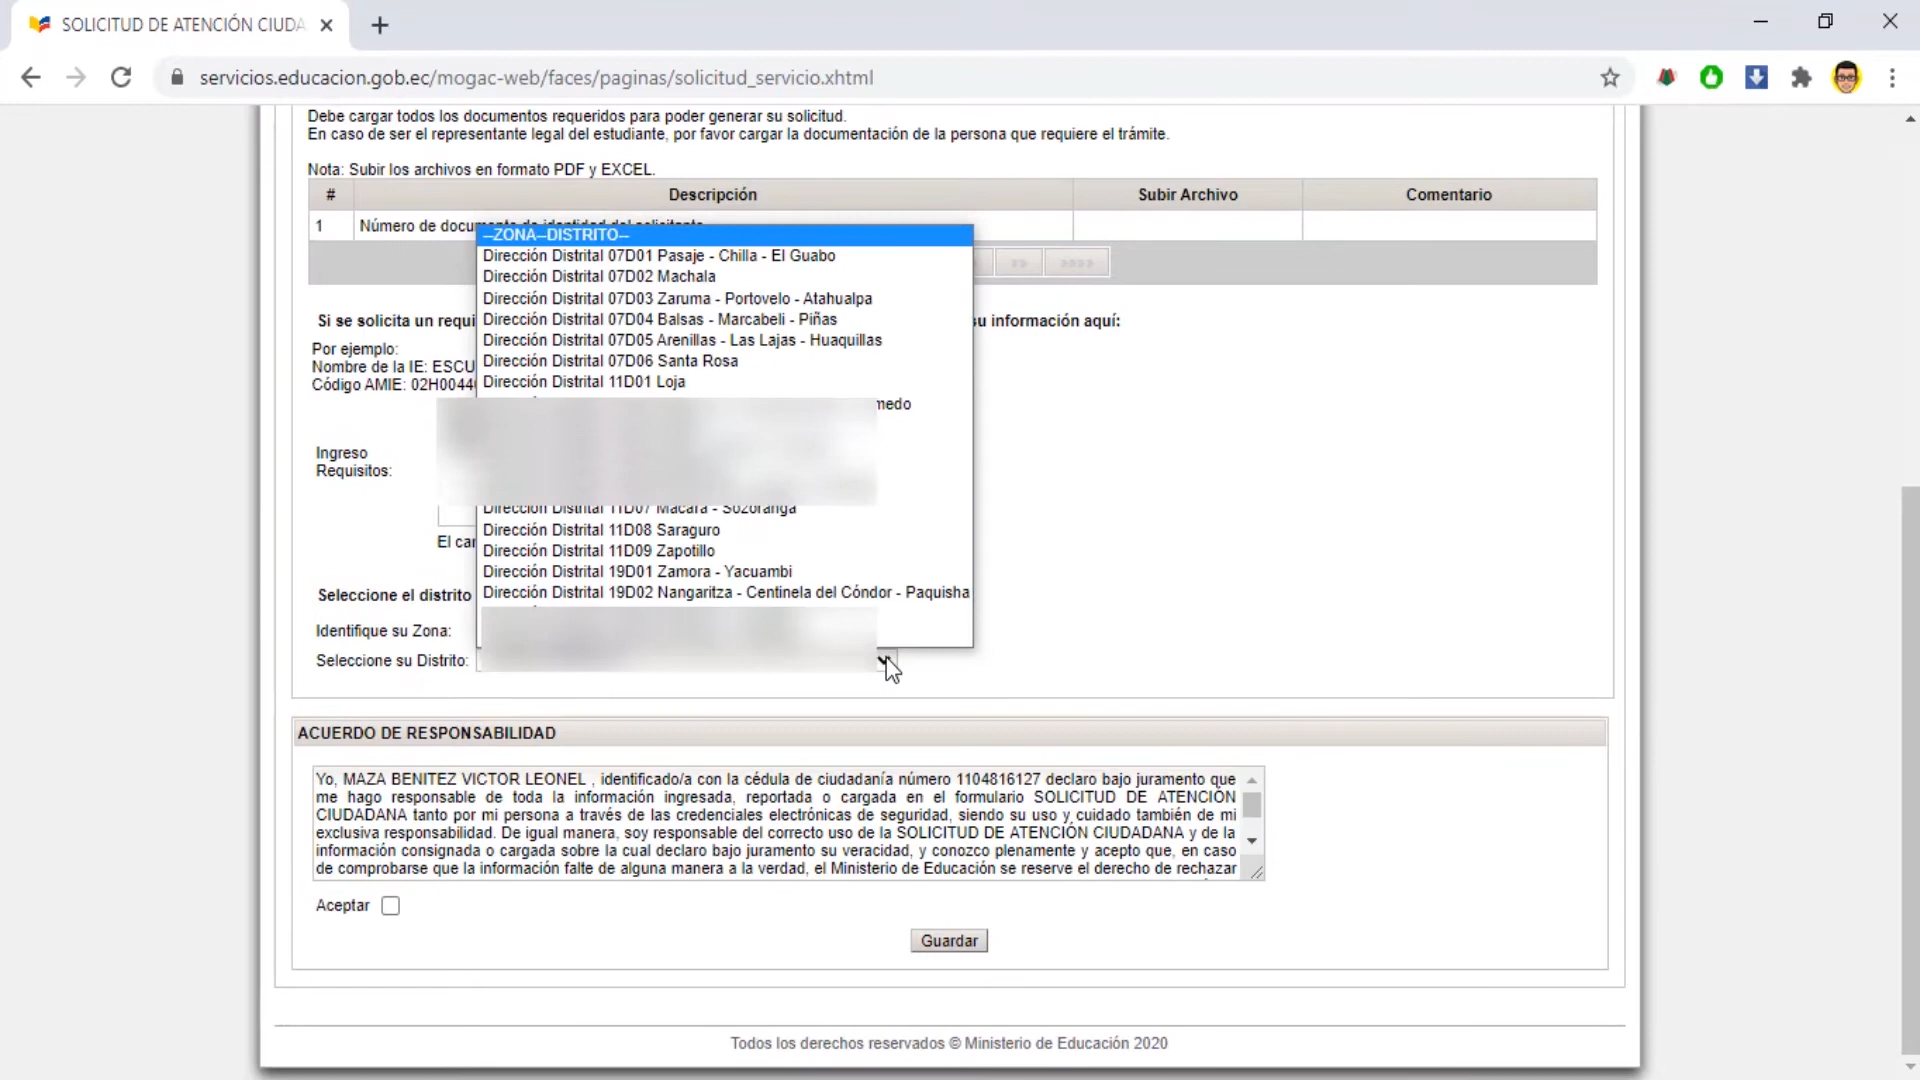 SOLICITUD DE ATENCIÓN CIUDA
servicios.educacion.gob.ec/mogac-web/faces/paginas/solicitud_servicio.xhtml
Debe cargar todos los documentos requeridos para poder generar su solicitud.
En caso de ser el representante legal del estudiante, por favor cargar la documentación de la persona que requiere el trámite.
Nota: Subir los archivos en formato PDF y EXCEL.
# Descripción Subir Archivo Comentario
1 Número de documento de identidad del solicitante
--ZONA--DISTRITO--
Dirección Distrital 07D01 Pasaje - Chilla - El Guabo
Dirección Distrital 07D02 Machala
Dirección Distrital 07D03 Zaruma - Portovelo - Atahualpa
Si se solicita un requi
Dirección Distrital 07D04 Balsas - Marcabeli - Piñas
su información aquí:
Por ejemplo:
Dirección Distrital 07D05 Arenillas - Las Lajas - Huaquillas
Nombre de la IE: ESCU
Dirección Distrital 07D06 Santa Rosa
Código AMIE: 02H0044
Dirección Distrital 11D01 Loja
medo
Ingreso
Requisitos:
Dirección Distrital 11D07 Macará - Sozoranga
Dirección Distrital 11D08 Saraguro
El car
Dirección Distrital 11D09 Zapotillo
Dirección Distrital 19D01 Zamora - Yacuambi
Seleccione el distrito
Dirección Distrital 19D02 Nangaritza - Centinela del Cóndor - Paquisha
Identifique su Zona:
Seleccione su Distrito:
ACUERDO DE RESPONSABILIDAD
Yo, MAZA BENITEZ VICTOR LEONEL , identificado/a con la cédula de ciudadanía número 1104816127 declaro bajo juramento que
me hago responsable de toda la información ingresada, reportada o cargada en el formulario SOLICITUD DE ATENCIÓN
CIUDADANA tanto por mi persona a través de las credenciales electrónicas de seguridad, siendo su uso y cuidado también de mi
exclusiva responsabilidad. De igual manera, soy responsable del correcto uso de la SOLICITUD DE ATENCIÓN CIUDADANA y de la
información consignada o cargada sobre la cual declaro bajo juramento su veracidad, y conozco plenamente y acepto que, en caso
de comprobarse que la información falte de alguna manera a la verdad, el Ministerio de Educación se reserve el derecho de rechazar
Aceptar
Guardar
Todos los derechos reservados © Ministerio de Educación 2020